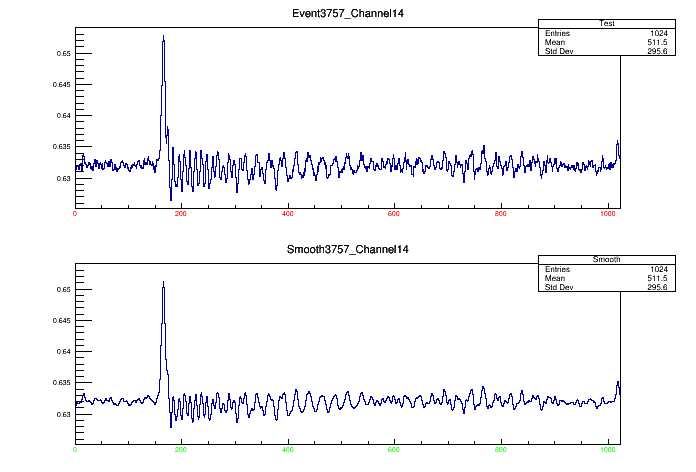 Event3757_Channel14
Test
Entries 1024
Mean 511.5
Std Dev 295.6
0.65
0.645
0.64
0.635
0.63
0 200 400 600 800 1000
Smooth3757_Channel14
Smooth
Entries 1024
Mean 511.5
Std Dev 295.6
0.65
0.645
0.64
0.635
0.63
0 200 400 600 800 1000